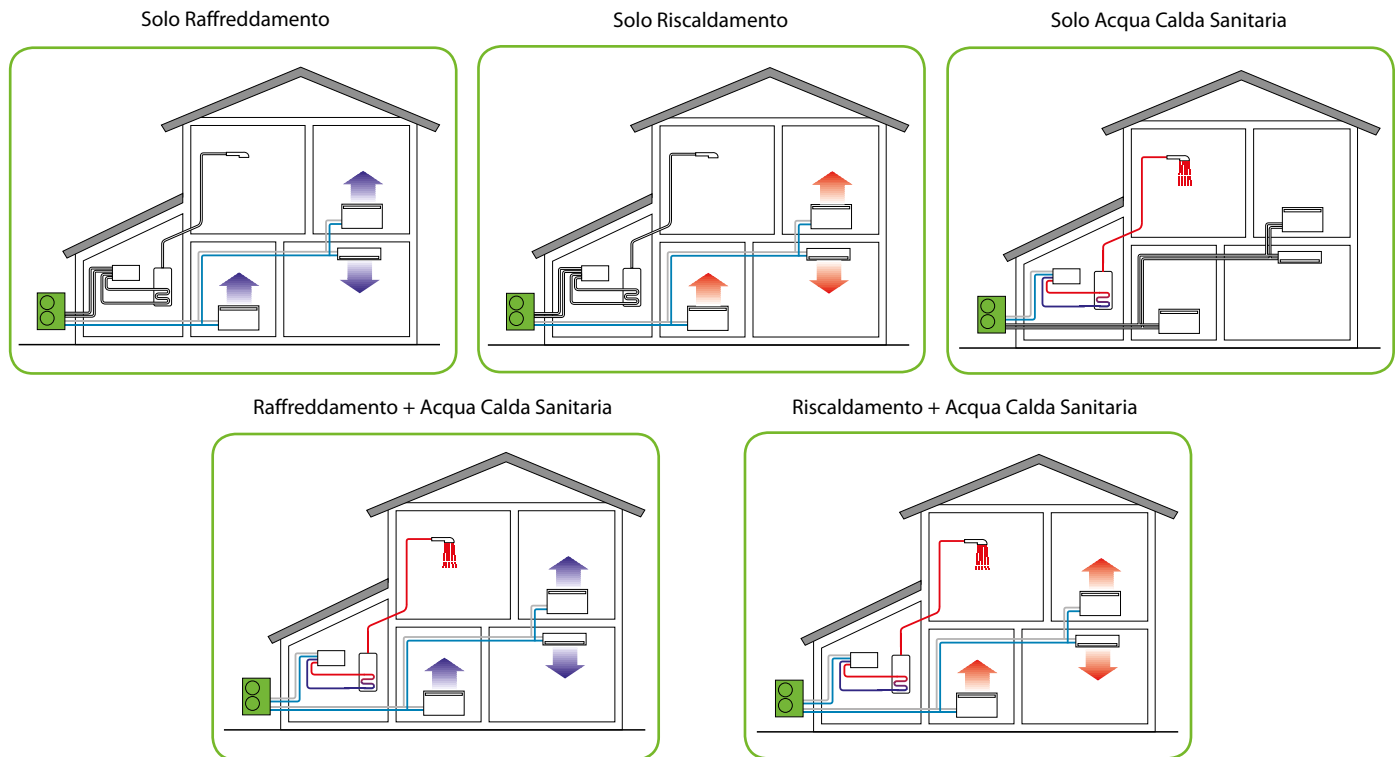 Solo Raffreddamento
Solo Riscaldamento
Solo Acqua Calda Sanitaria
Raffreddamento + Acqua Calda Sanitaria
Riscaldamento + Acqua Calda Sanitaria